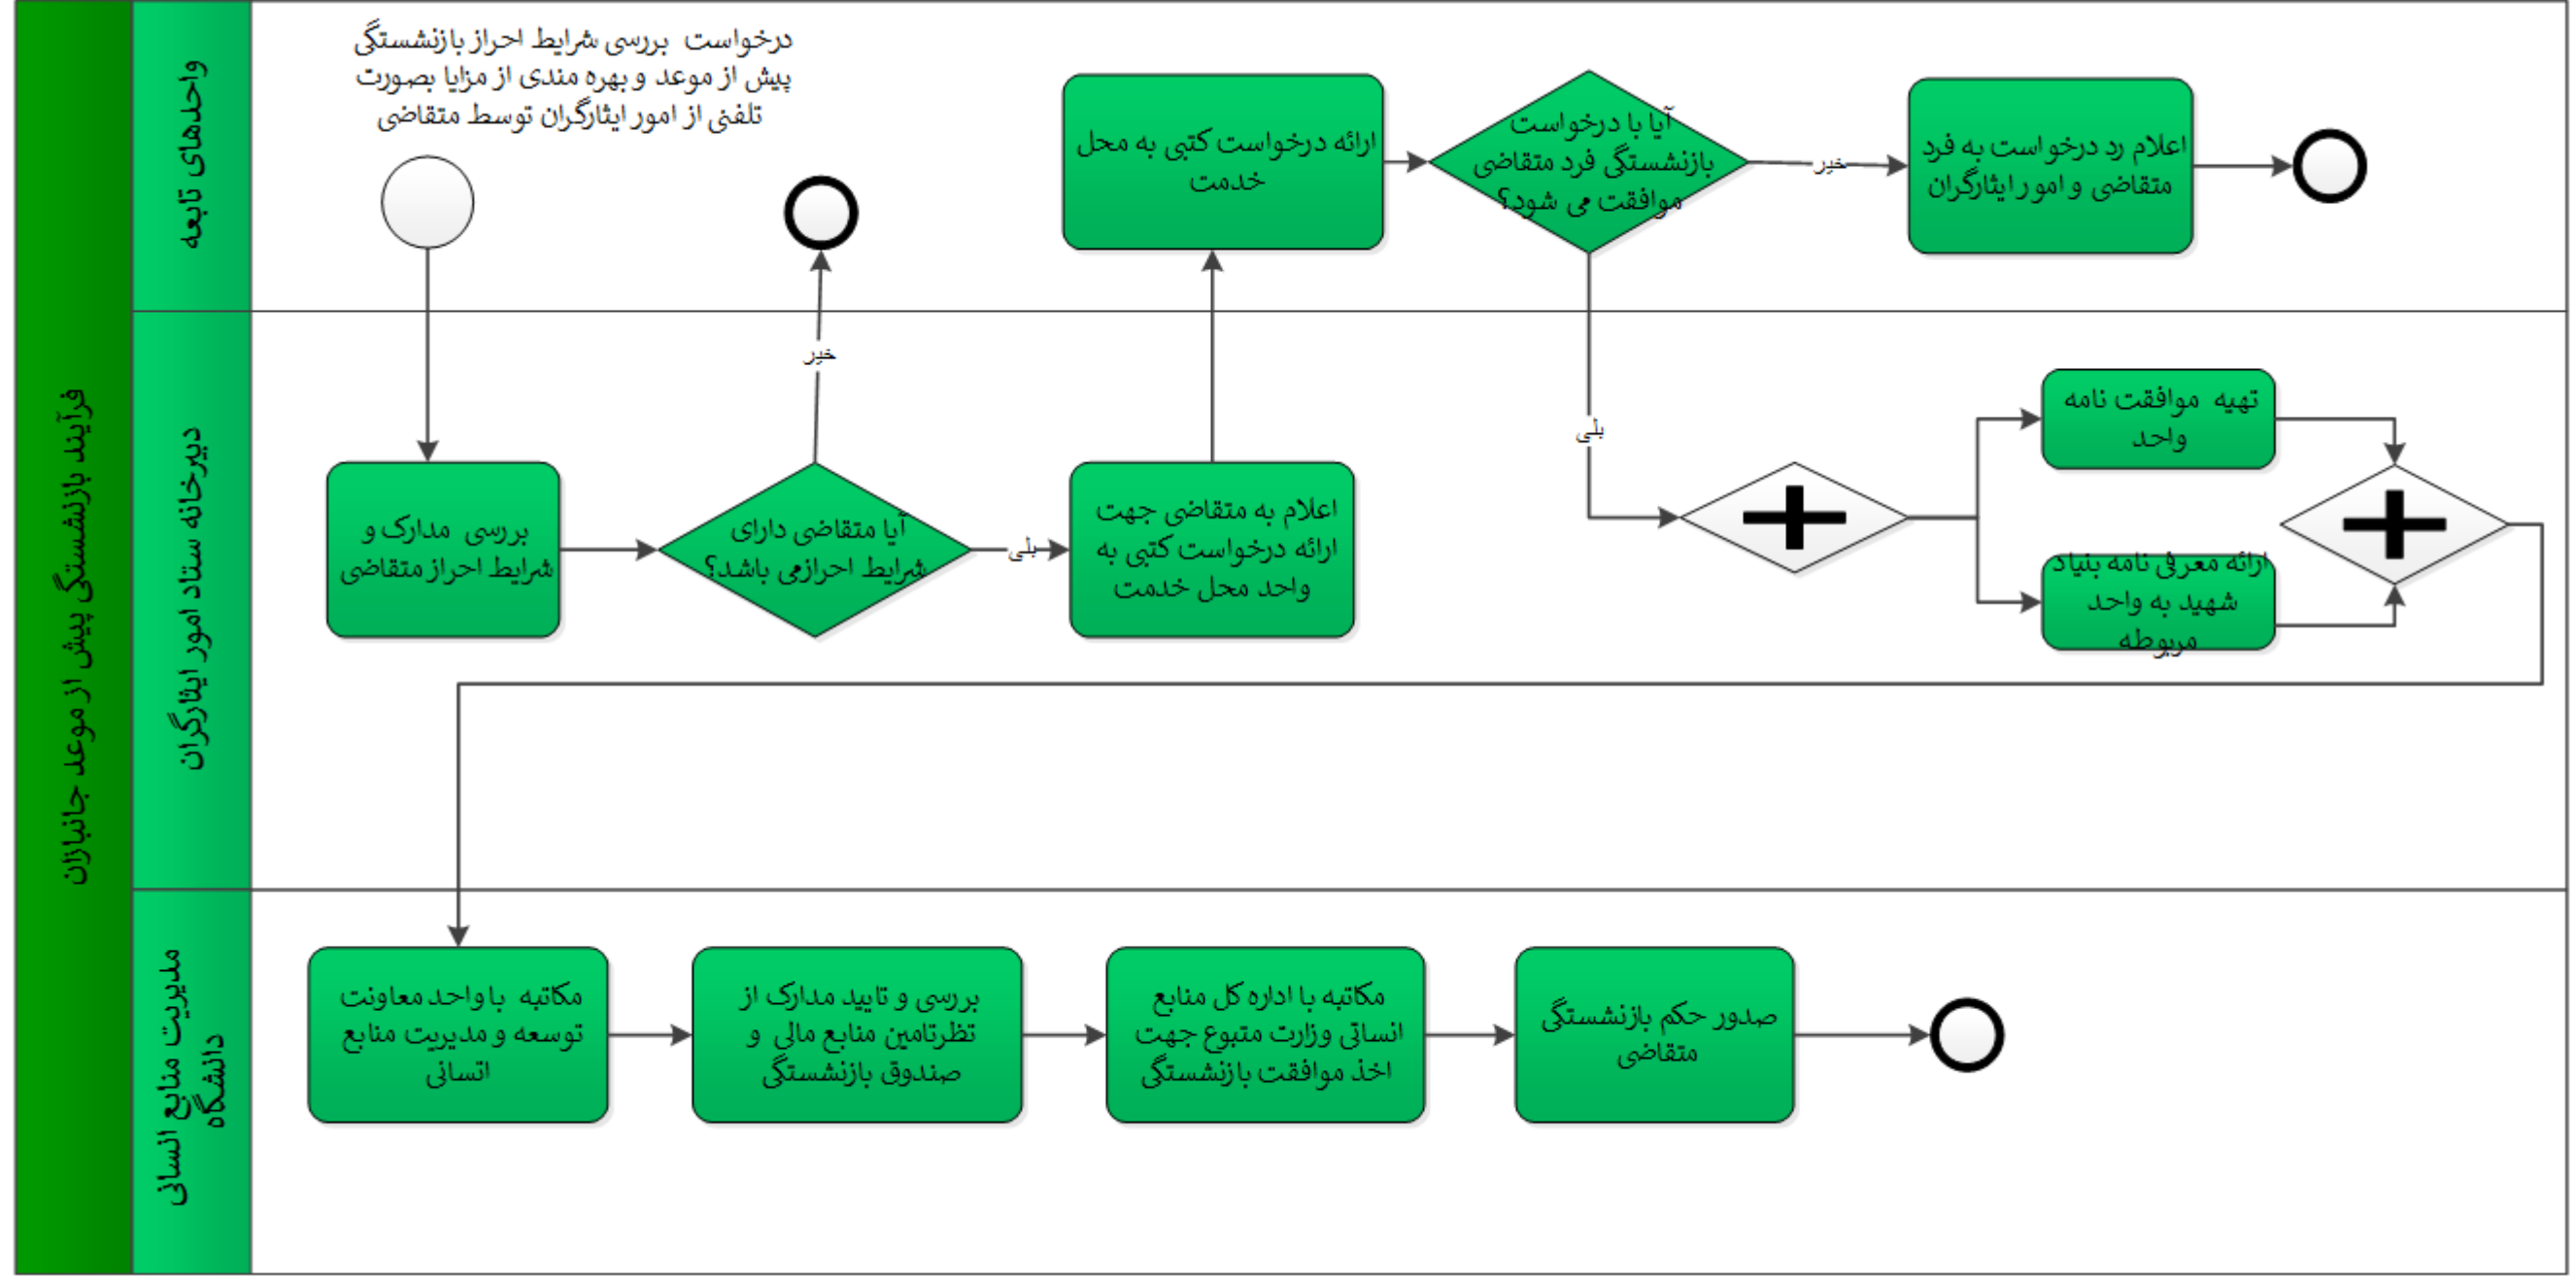 فرآیند بازنشستگی پیش از موعد جانبازان
واحدهای تابعه
درخواست بررسی شرایط احراز بازنشستگی
پیش از موعد و بهره مندی از مزایا بصورت
تلفنی از امور ایثارگران توسط متقاضی
ارائه درخواست کتبی به محل
خدمت
آیا با درخواست
بازنشستگی فرد متقاضی
موافقت می شود؟
خیر
اعلام رد درخواست به فرد
متقاضی و امور ایثارگران
دبیرخانه ستاد امور ایثارگران
بررسی مدارک و
شرایط احراز متقاضی
آیا متقاضی دارای
شرایط احرازمی باشد؟
خیر
بلی
اعلام به متقاضی جهت
ارائه درخواست کتبی به
واحد محل خدمت
بلی
تهیه موافقت نامه
واحد
ارائه معرفی نامه بنیاد
شهید به واحد
مربوطه
مدیریت منابع انسانی
دانشگاه
مکاتبه با واحد معاونت
توسعه و مدیریت منابع
انسانی
بررسی و تایید مدارک از
نظرتامین منابع مالی و
صندوق بازنشستگی
مکاتبه با اداره کل منابع
انسانی وزارت متبوع جهت
اخذ موافقت بازنشستگی
صدور حکم بازنشستگی
متقاضی